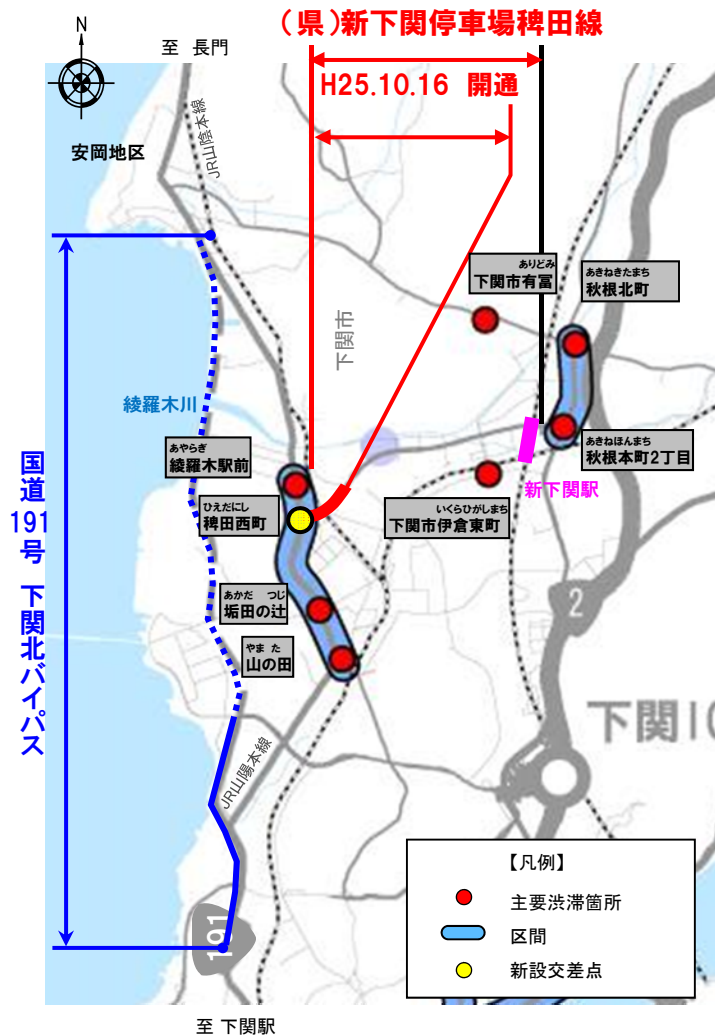 (県)新下関停車場稗田線
N
至 長門
H25.10.16 開通
JR山陰本線
安岡地区
ありどみ
下関市有冨
あきねきたまち
秋根北町
下関市
綾羅木川
あやらぎ
綾羅木駅前
あきねほんまち
秋根本町2丁目
新下関駅
ひえだにし
稗田西町
いくらひがしまち
下関市伊倉東町
国道191号 下関北バイパス
あかだ つじ
垢田の辻
2
やま た
山の田
下関IC
JR山陽本線
【凡例】
主要渋滞箇所
区間
新設交差点
191
至 下関駅